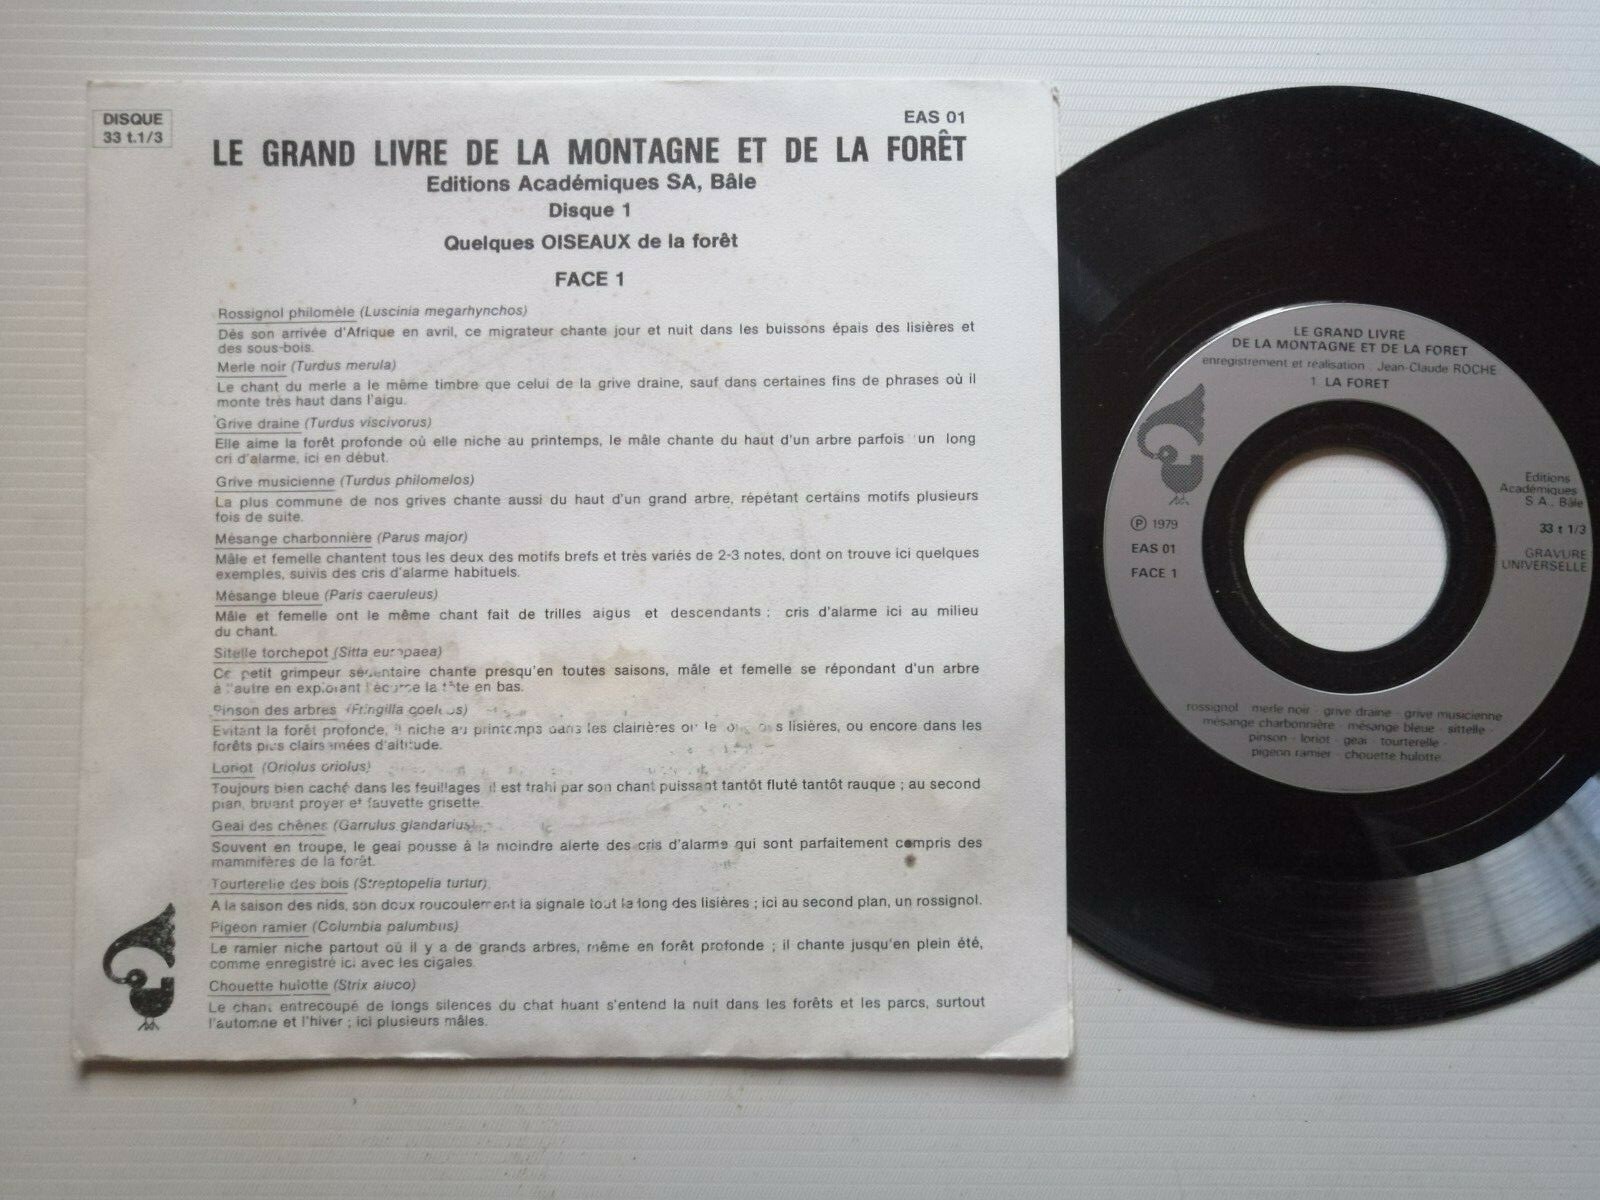 DISQUE
33 t.1/3
EAS 01
LE GRAND LIVRE DE LA MONTAGNE ET DE LA FORÊT
Editions Académiques SA, Bâle
Disque 1
Quelques OISEAUX de la forêt
FACE 1
Rossignol philomèle (Luscinia megarhynchos)
Dès son arrivée d'Afrique en avril, ce migrateur chante jour et nuit dans les buissons épais des lisières et
des sous-bois.
Merle noir (Turdus merula)
Le chant du merle a le même timbre que celui de la grive draine, sauf dans certaines fins de phrases où il
monte très haut dans l'aigu.
Grive draine (Turdus viscivorus)
Elle aime la forêt profonde où elle niche au printemps, le mâle chante du haut d'un arbre parfois un long
cri d'alarme, ici en début.
Grive musicienne (Turdus philomelos)
La plus commune de nos grives chante aussi du haut d'un grand arbre, répétant certains motifs plusieurs
fois de suite.
Mésange charbonnière (Parus major)
Mâle et femelle chantent tous les deux des motifs brefs et très variés de 2-3 notes, dont on trouve ici quelques
exemples, suivis des cris d'alarme habituels.
Mésange bleue (Paris caeruleus)
Mâle et femelle ont le même chant fait de trilles aigus et descendants ; cris d'alarme ici au milieu
du chant.
Sitelle torchepot (Sitta europaea)
Ce petit grimpeur sédentaire chante presqu'en toutes saisons, mâle et femelle se répondant d'un arbre
à l'autre en explorant l'écorce la tête en bas.
Pinson des arbres (Fringilla coelebs)
Evitant la forêt profonde, il niche au printemps dans les clairières ou le lisières, ou encore dans les
forêts plus clairsemées d'altitude.
Loriot (Oriolus oriolus)
Toujours bien caché dans les feuillages il est trahi par son chant puissant tantôt fluté tantôt rauque ; au second
plan, bruant proyer et fauvette grisette.
Geai des chênes (Garrulus glandarius)
Souvent en troupe, le geai pousse à la moindre alerte des cris d'alarme qui sont parfaitement compris des
mammifères de la forêt.
Tourterelle des bois (Streptopelia turtur)
A la saison des nids, son doux roucoulement la signale tout le long des lisières ; ici au second plan, un rossignol.
Pigeon ramier (Columbia palumbus)
Le ramier niche partout où il y a de grands arbres, même en forêt profonde ; il chante jusqu'en plein été,
comme enregistré ici avec les cigales.
Chouette hulotte (Strix aluco)
Le chant entrecoupé de longs silences du chat huant s'entend la nuit dans les forêts et les parcs, surtout
l'automne et l'hiver ; ici plusieurs mâles.
LE GRAND LIVRE
DE LA MONTAGNE ET DE LA FORET
enregistrement et réalisation : Jean-Claude ROCHE
1 LA FORET
Editions
Académiques
S.A., Bâle
33 t 1/3
GRAVURE
UNIVERSELLE
Ⓟ 1979
EAS 01
FACE 1
rossignol merle noir - grive draine - grive musicienne
mésange charbonnière - mésange bleue - sittelle -
pinson - loriot - geai - tourterelle -
pigeon ramier - chouette hulotte.